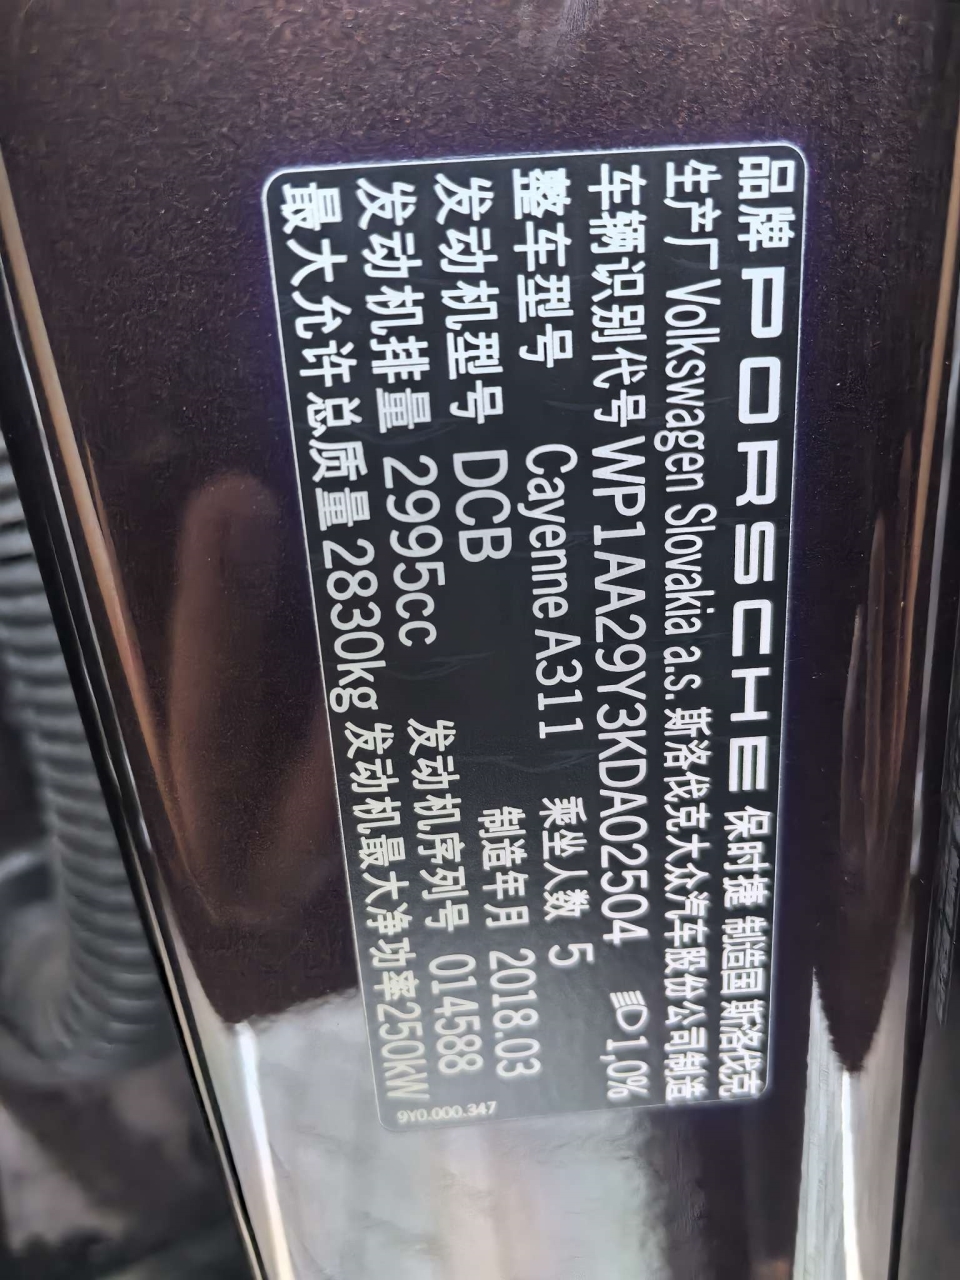 品牌 PORSCHE 保时捷 制造国 斯洛伐克
生产厂 Volkswagen Slovakia a.s. 斯洛伐克大众汽车股份公司制造
车辆识别代号 WP1AA29Y3KDA02504 1,0%
整车型号 Cayenne A311 乘坐人数 5
发动机型号 DCB 制造年月 2018.03
发动机排量 2995cc 发动机序列号 014588
最大允许总质量 2830kg 发动机最大净功率250kW
9Y0.000.347